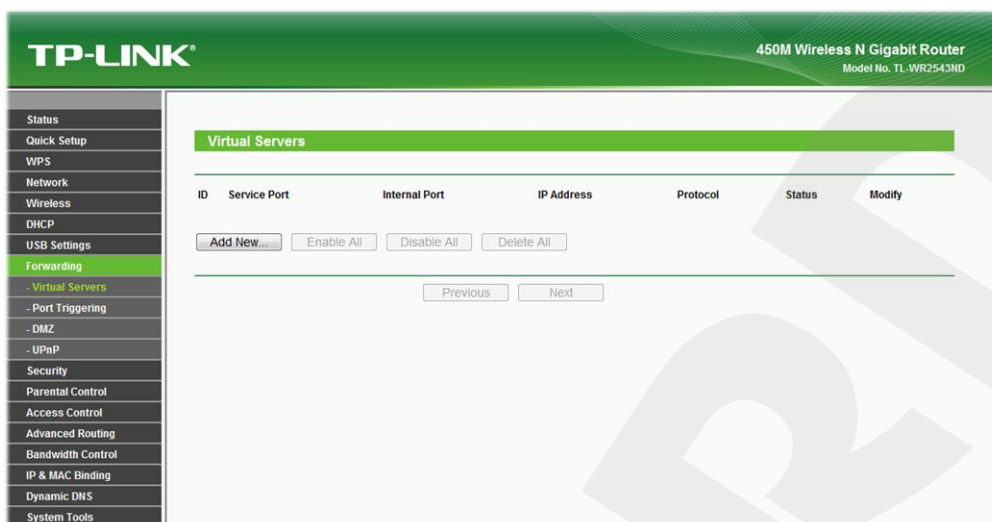 TP-LINK®
450M Wireless N Gigabit Router
Model No. TL-WR2543ND
Status
Quick Setup
WPS
Network
Wireless
DHCP
USB Settings
Forwarding
- Virtual Servers
- Port Triggering
- DMZ
- UPnP
Security
Parental Control
Access Control
Advanced Routing
Bandwidth Control
IP & MAC Binding
Dynamic DNS
System Tools
Virtual Servers
ID Service Port Internal Port IP Address Protocol Status Modify
Add New... Enable All Disable All Delete All
Previous Next